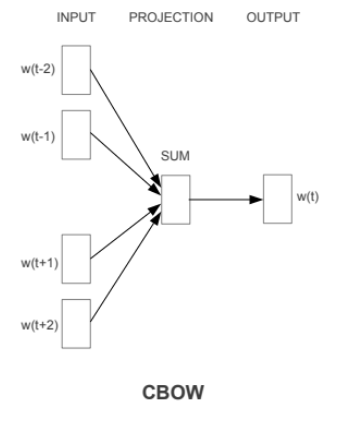 INPUT PROJECTION OUTPUT
w(t-2)
w(t-1)
SUM
w(t)
w(t+1)
w(t+2)
CBOW